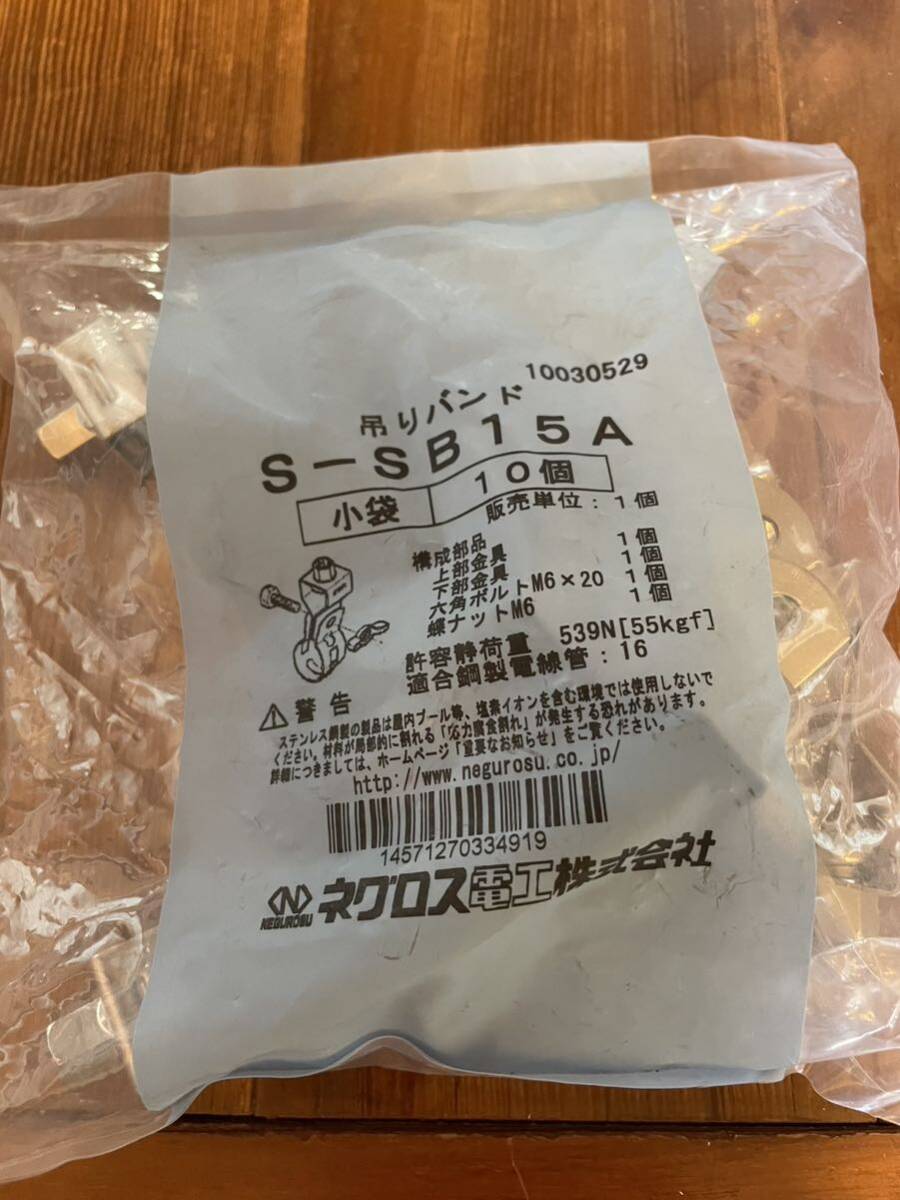 10030529
吊りバンド
S－SB15A
小袋 10個
販売単位：1個
構成部品
上部金具 1個
下部金具 1個
六角ボルトM6×20 1個
蝶ナットM6 1個
許容静荷重 539N[55kgf]
適合鋼製電線管：16
警告
ステンレス鋼製の製品は屋内プール等、塩素イオンを含む環境では使用しないで
ください。材料が局部的に割れる「応力腐食割れ」が発生する恐れがあります。
詳細につきましては、ホームページ「重要なお知らせ」をご覧ください。
http://www.negurosu.co.jp/
14571270334919
NEGUROSU ネグロス電工株式会社